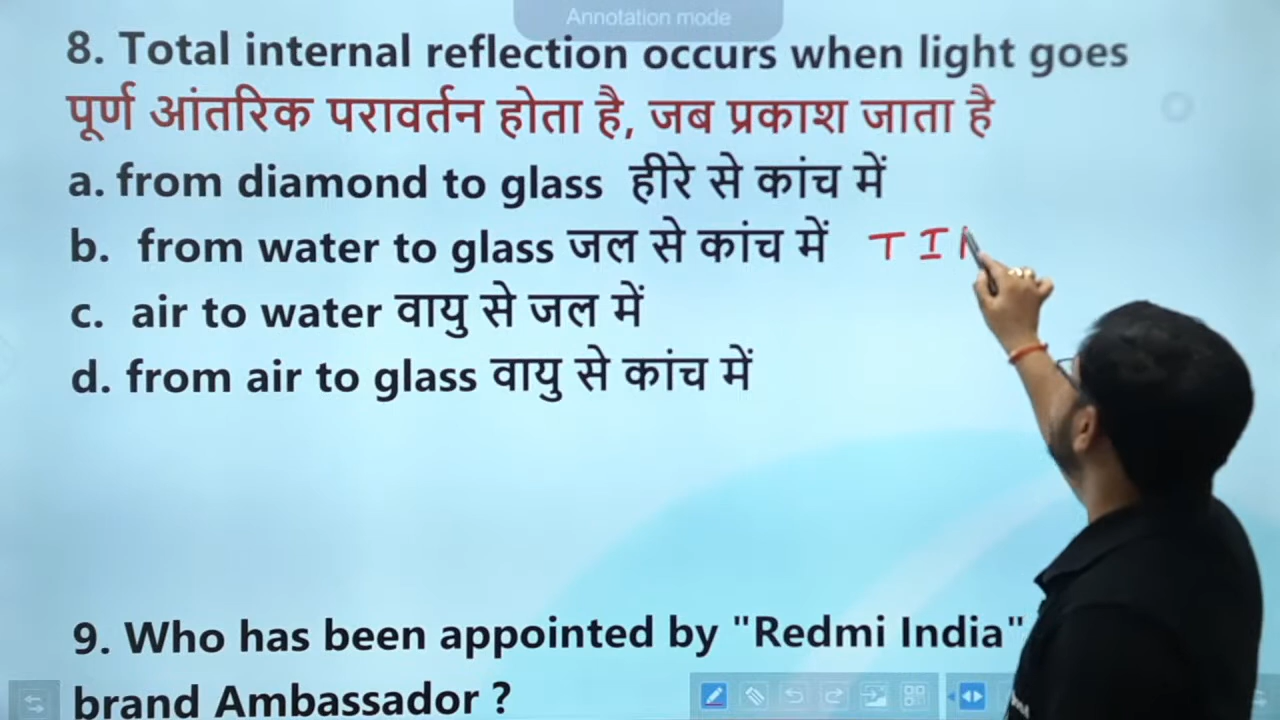 Annotation mode
8. Total internal reflection occurs when light goes
पूर्ण आंतरिक परावर्तन होता है, जब प्रकाश जाता है
a. from diamond to glass हीरे से कांच में
b. from water to glass जल से कांच में T I
c. air to water वायु से जल में
d. from air to glass वायु से कांच में
9. Who has been appointed by "Redmi India"
brand Ambassador ?